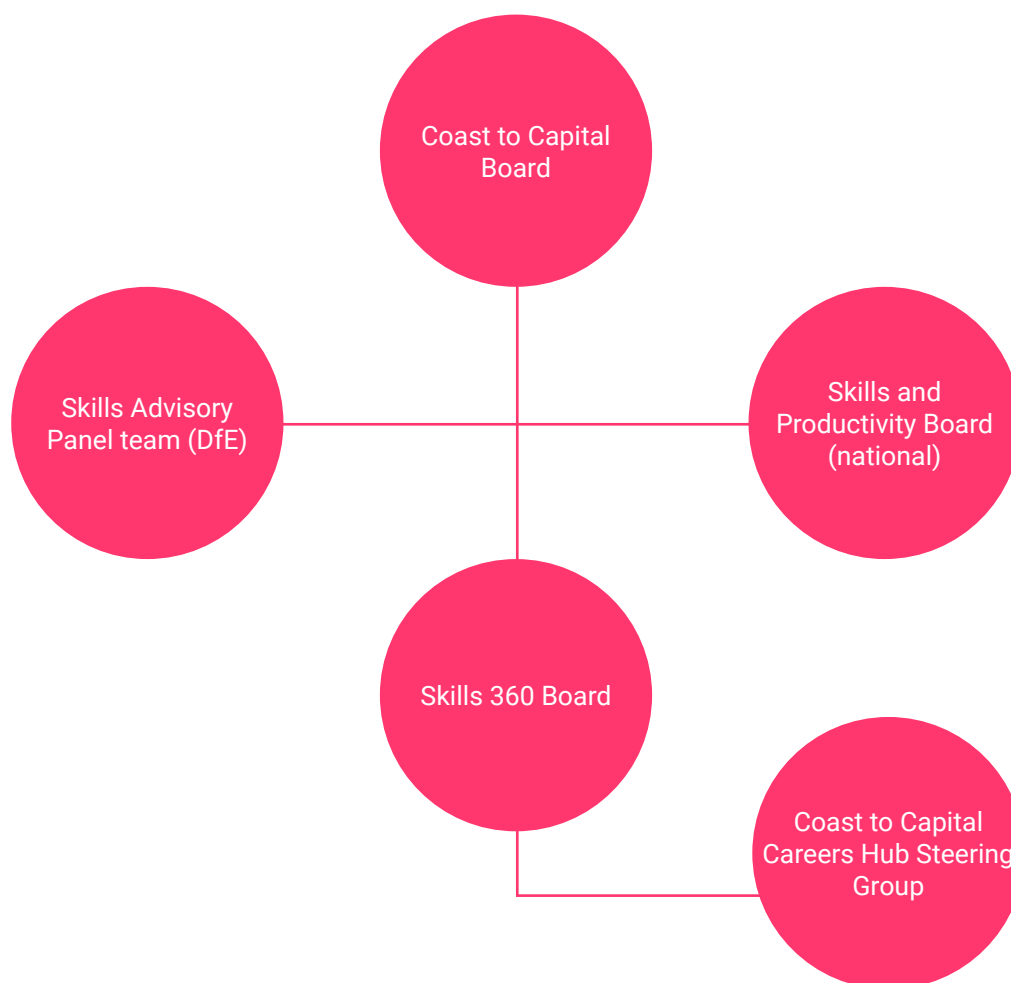 Coast to Capital
Board
Skills Advisory
Panel team (DfE)
Skills and
Productivity Board
(national)
Skills 360 Board
Coast to Capital
Careers Hub Steering
Group